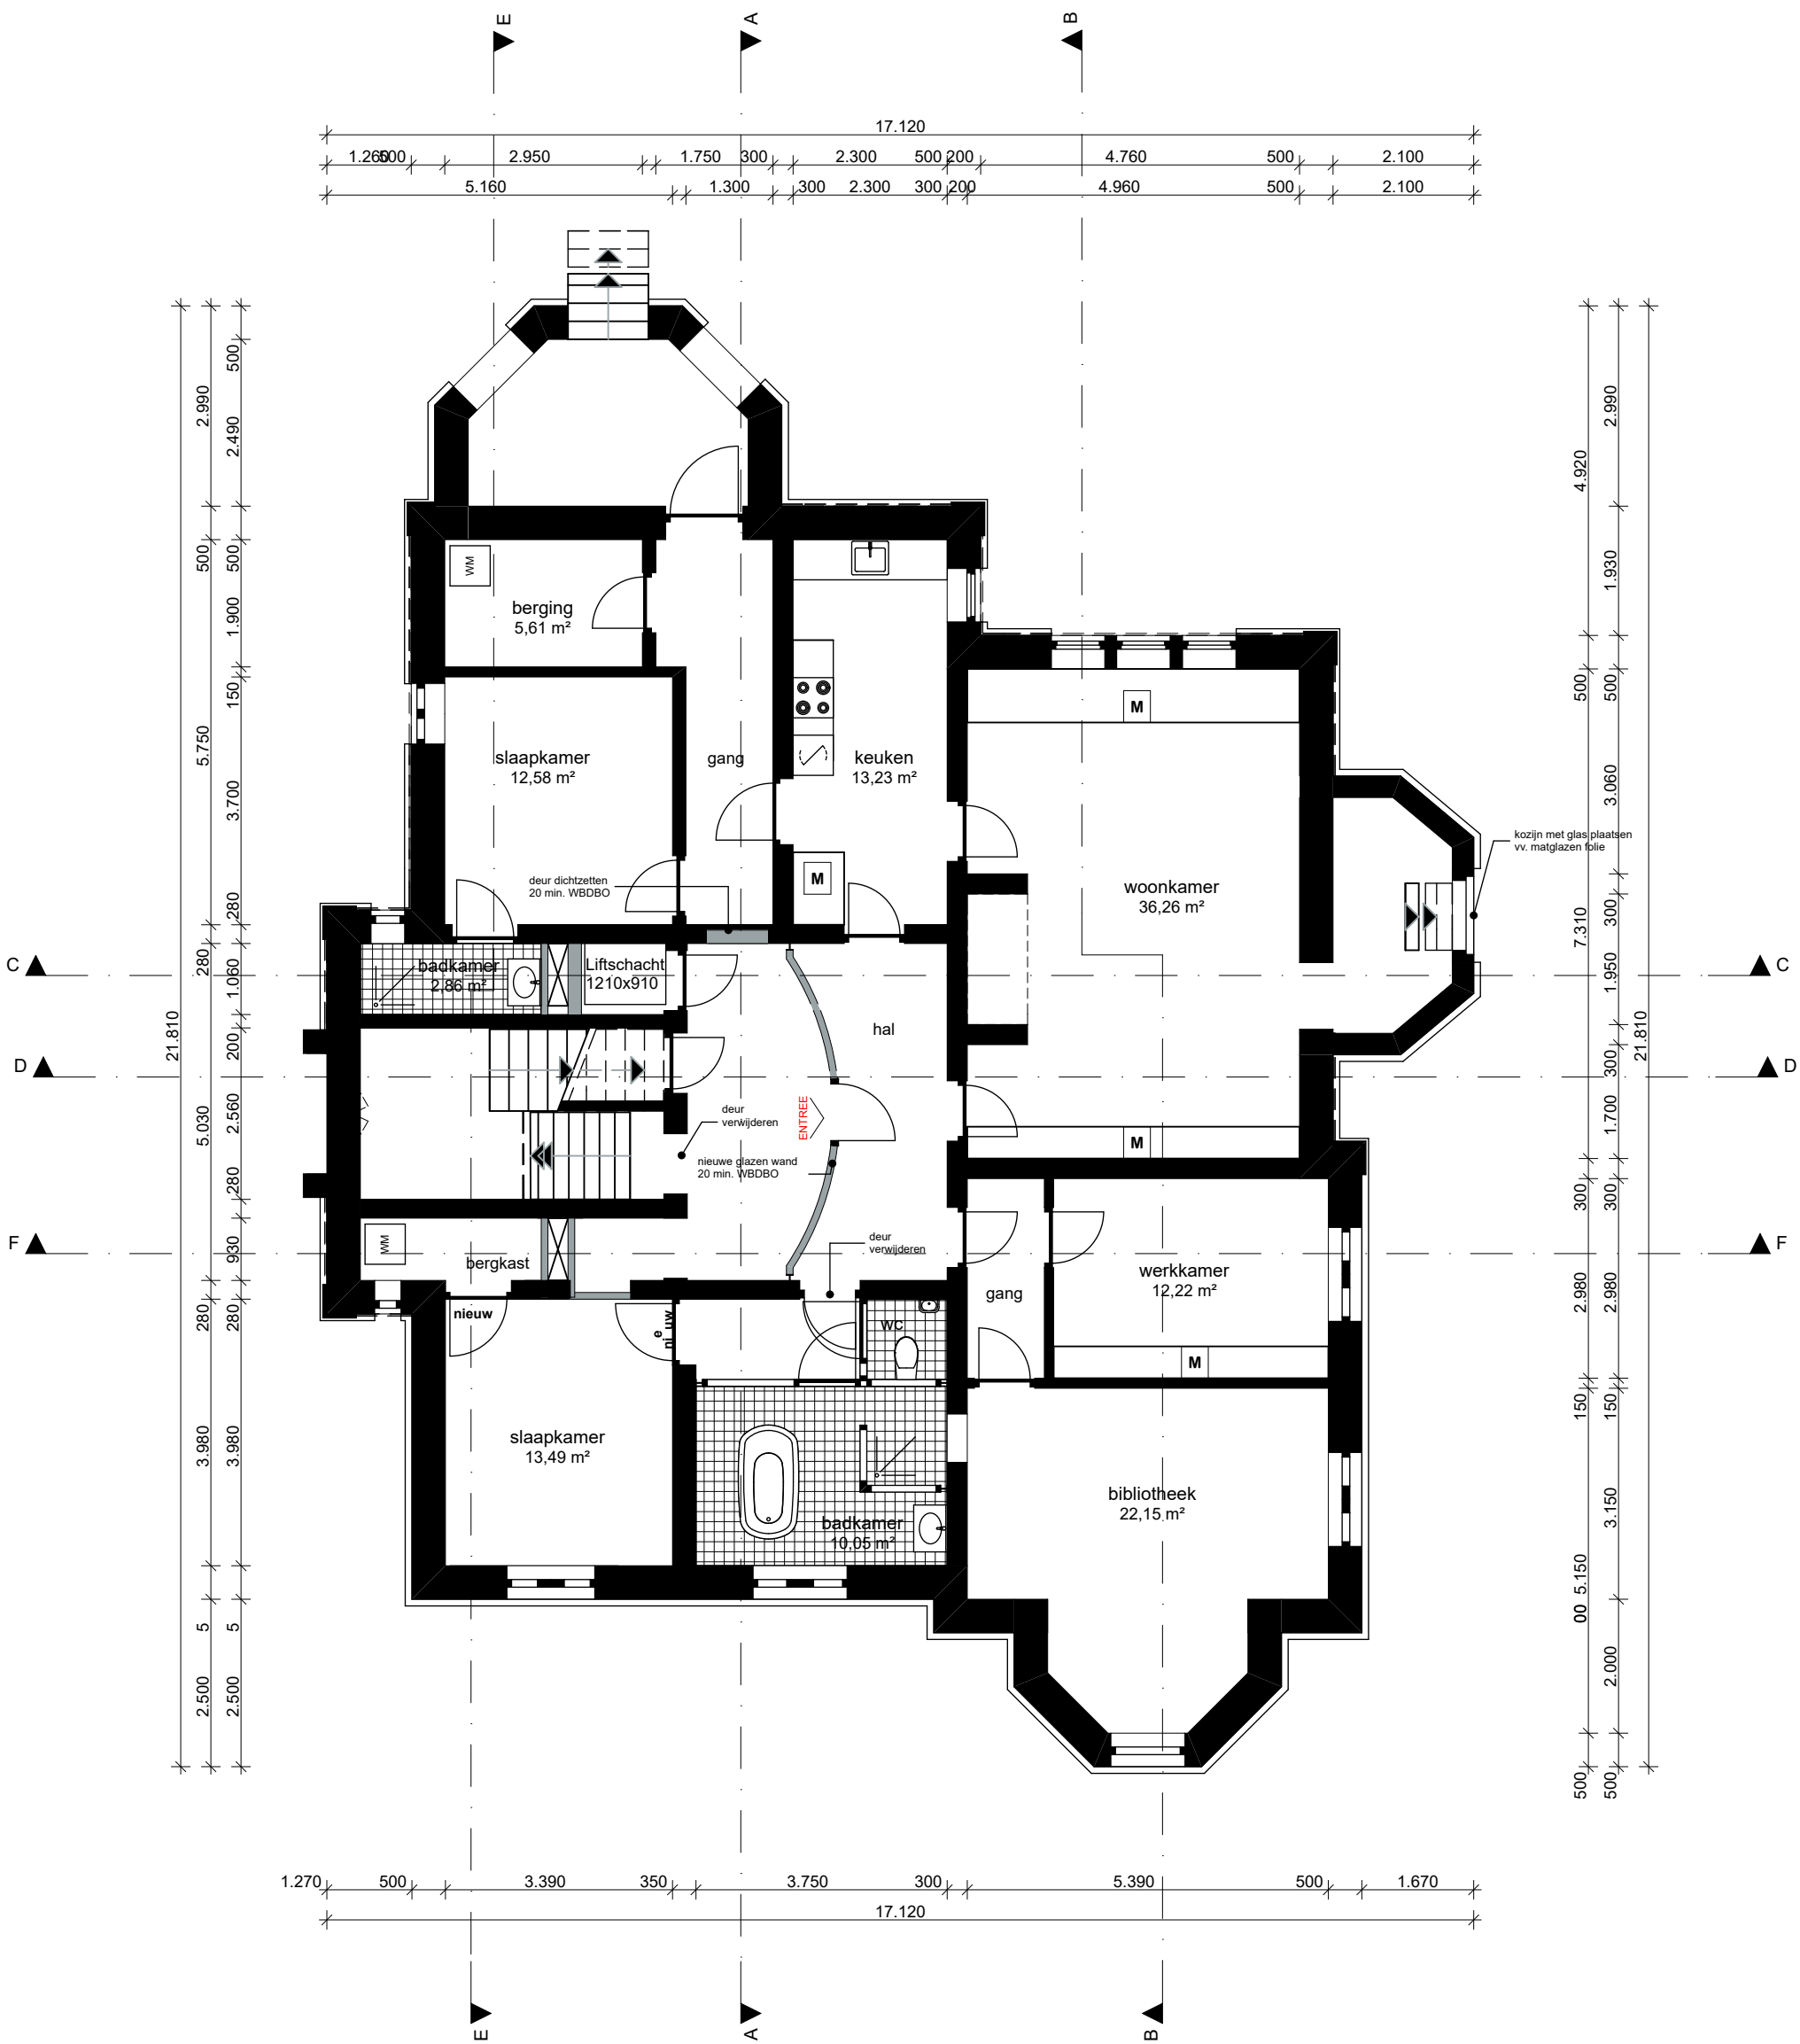 E
A
B
17.120
1.260 500 2.950 1.750 300 2.300 500 200 4.760 500 2.100
5.160 1.300 300 2.300 300 200 4.960 500 2.100
21.810
2.990 500 5.750 280 5.030 280 3.980 5 2.500
500 2.490 500 1.900 150 3.700 280 1.060 200 2.560 280 930 280 3.980 5 2.500
4.920 500 7.310 300 2.980 150 5.150 00 500
2.990 1.930 500 3.060 300 1.950 300 1.700 300 2.980 150 3.150 2.000 500
21.810
WM
berging
5,61 m²
slaapkamer
12,58 m²
gang
keuken
13,23 m²
M
M
woonkamer
36,26 m²
kozijn met glas plaatsen
vv. matglazen folie
deur dichtzetten
20 min. WBDBO
badkamer
2,86 m²
Liftschacht
1210x910
hal
C
C
D
D
ENTREE
deur
verwijderen
nieuwe glazen wand
20 min. WBDBO
M
F
F
WM
bergkast
deur
verwijderen
gang
werkkamer
12,22 m²
M
nieuw
ni e uw
WC
slaapkamer
13,49 m²
badkamer
10,05 m²
bibliotheek
22,15 m²
1.270 500 3.390 350 3.750 300 5.390 500 1.670
17.120
E
A
B